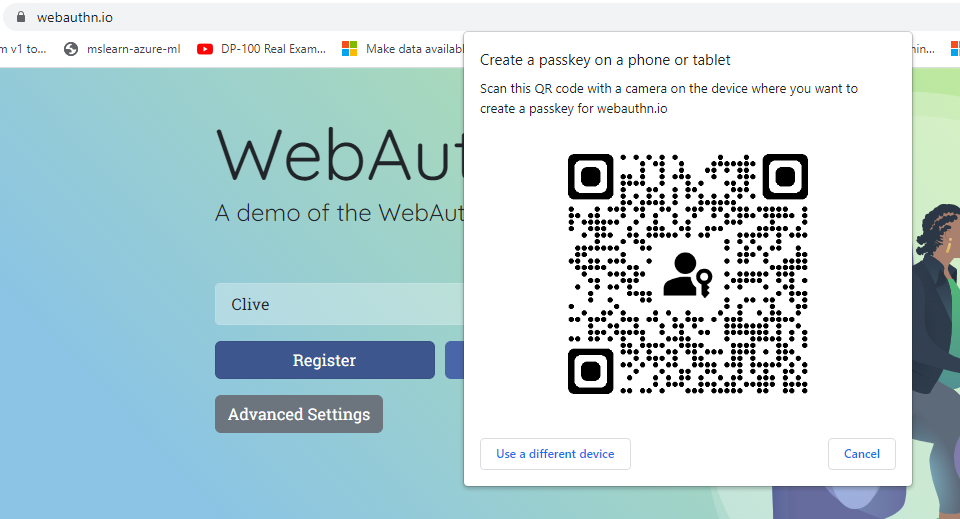 webauthn.io
m v1 to...
mslearn-azure-ml
DP-100 Real Exam...
Make data availabl
nin...
Create a passkey on a phone or tablet
Scan this QR code with a camera on the device where you want to
create a passkey for webauthn.io
WebAut
A demo of the WebAut
Clive
Register
Advanced Settings
Use a different device
Cancel